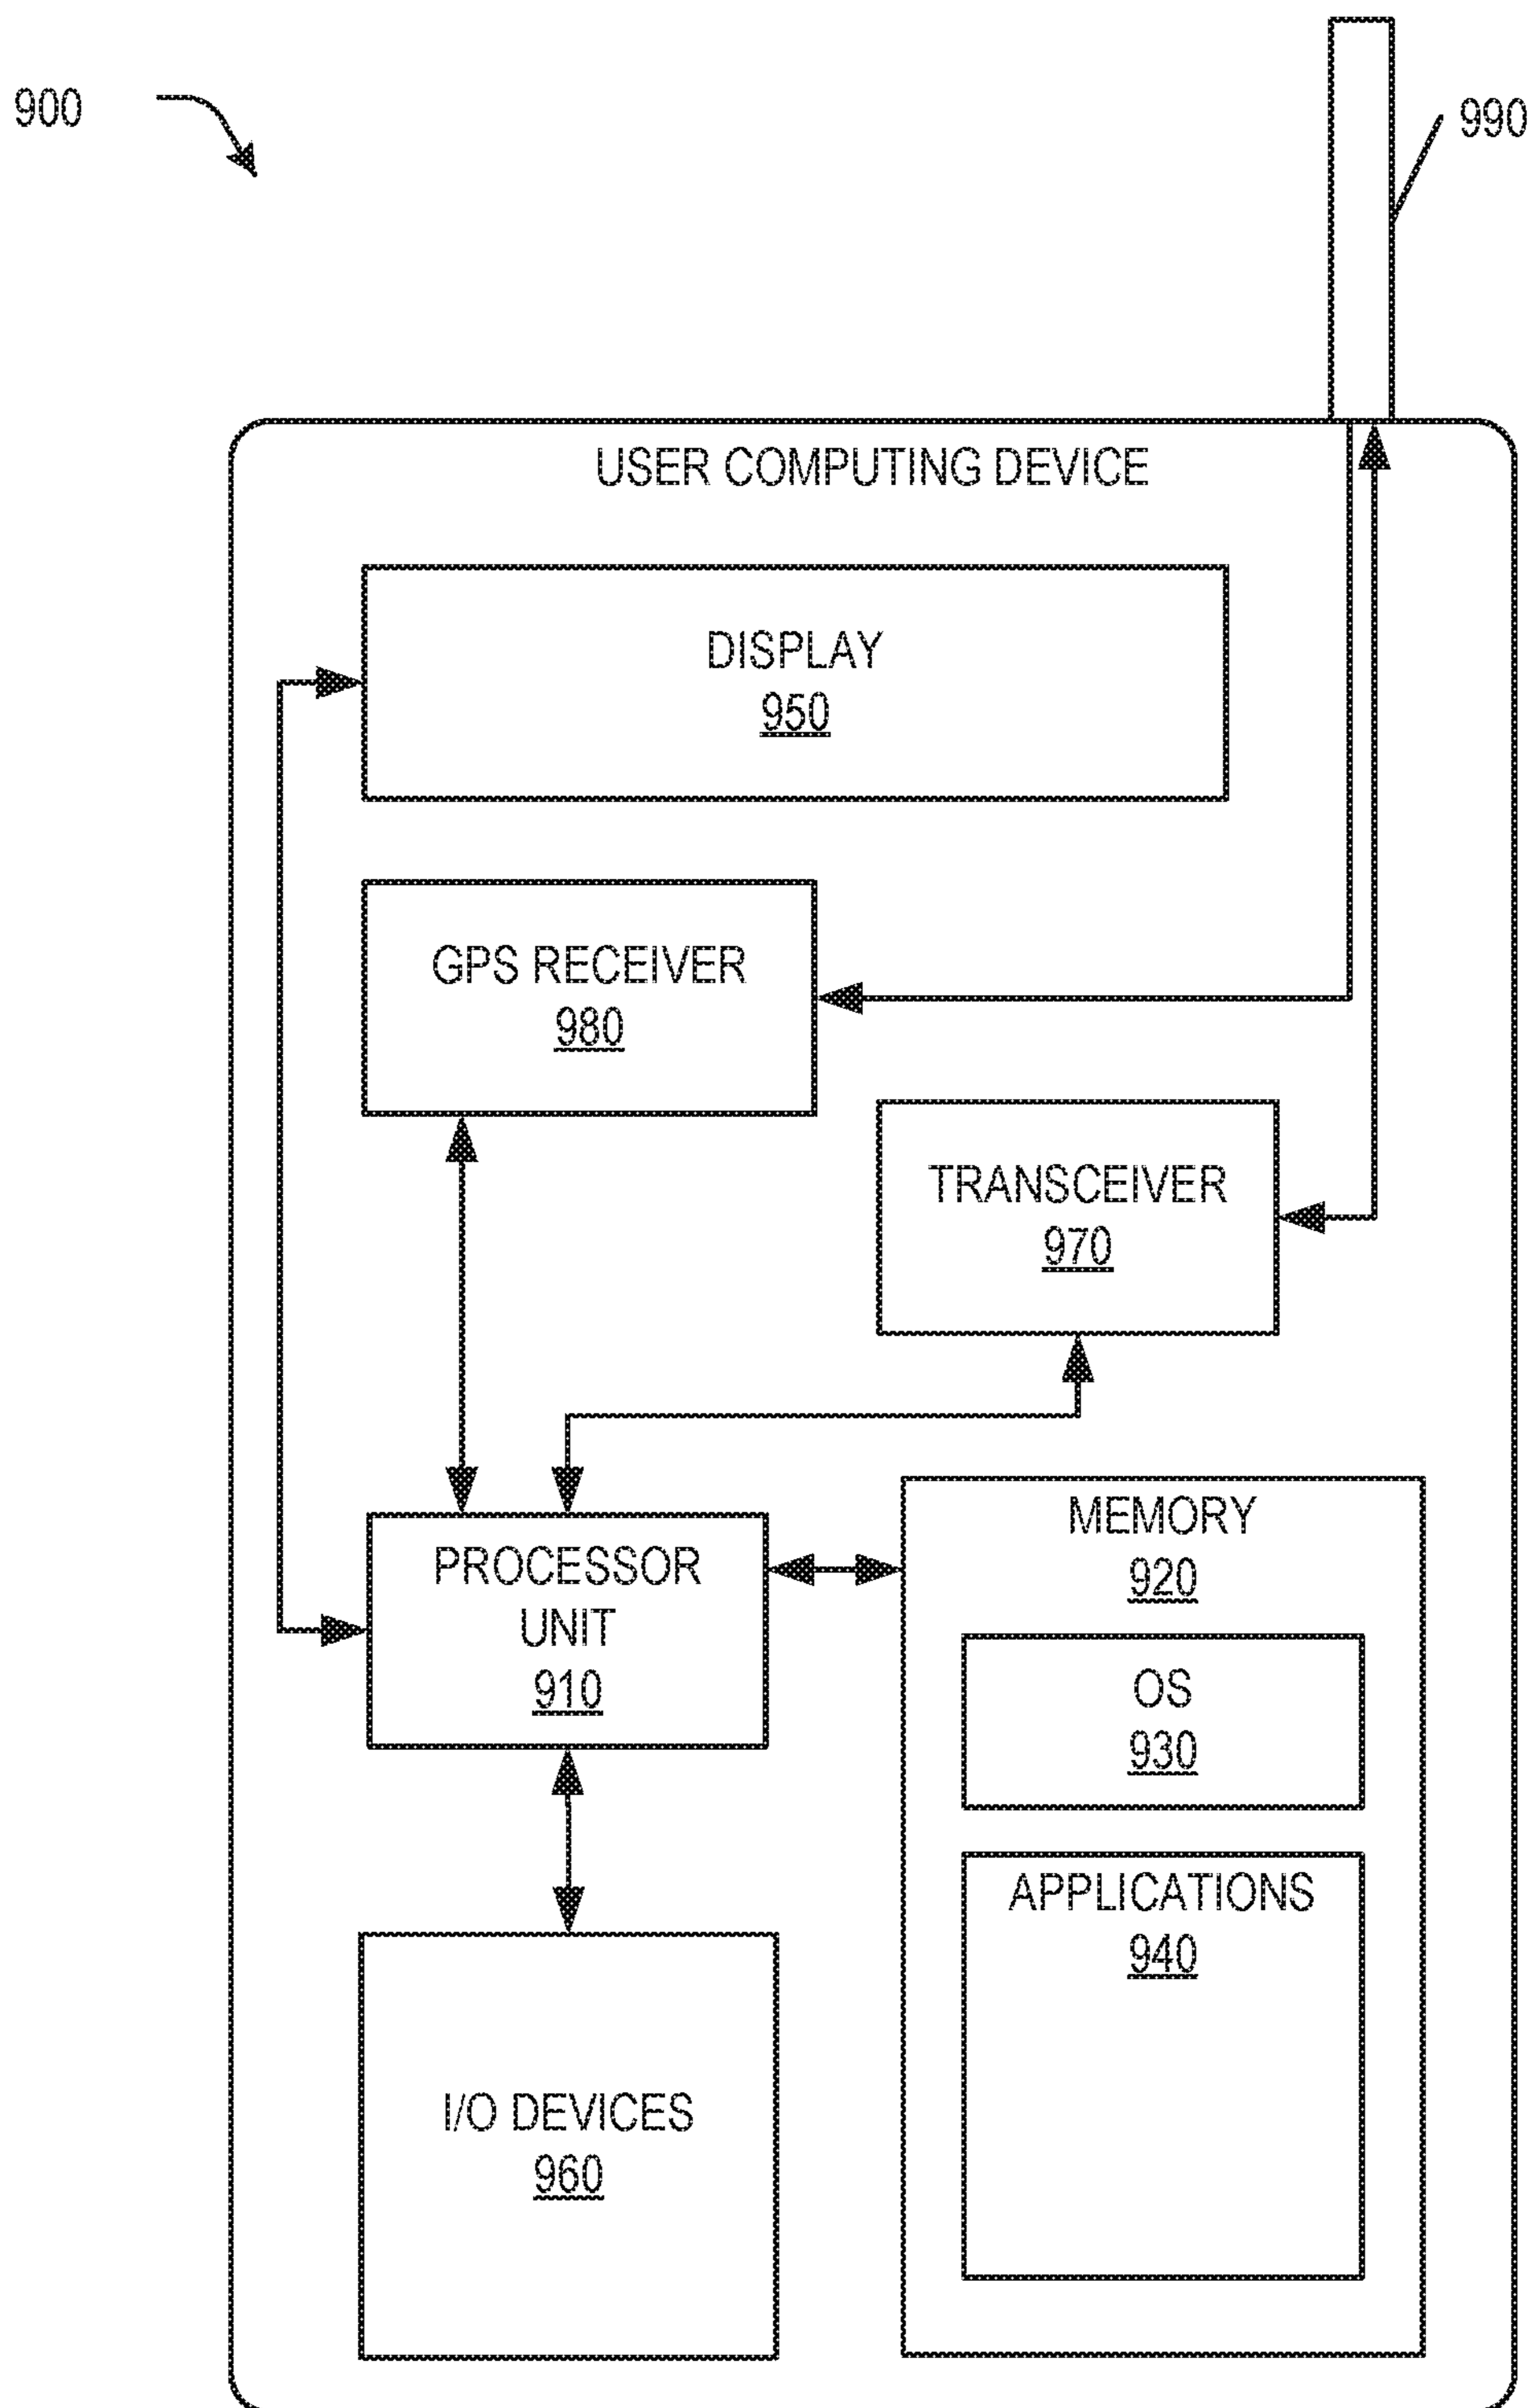 900
990
USER COMPUTING DEVICE
DISPLAY
950
GPS RECEIVER
980
TRANSCEIVER
970
PROCESSOR
UNIT
910
MEMORY
920
OS
930
APPLICATIONS
940
I/O DEVICES
960